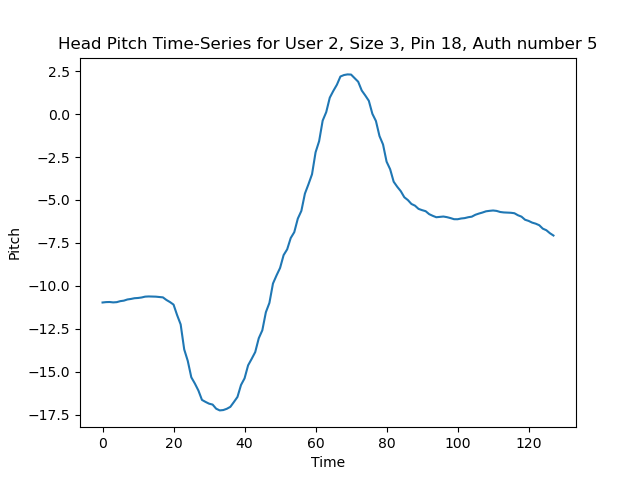 Head Pitch Time-Series for User 2, Size 3, Pin 18, Auth number 5
2.5
0.0
−2.5
−5.0
−7.5
−10.0
−12.5
−15.0
−17.5
Pitch
0 20 40 60 80 100 120
Time